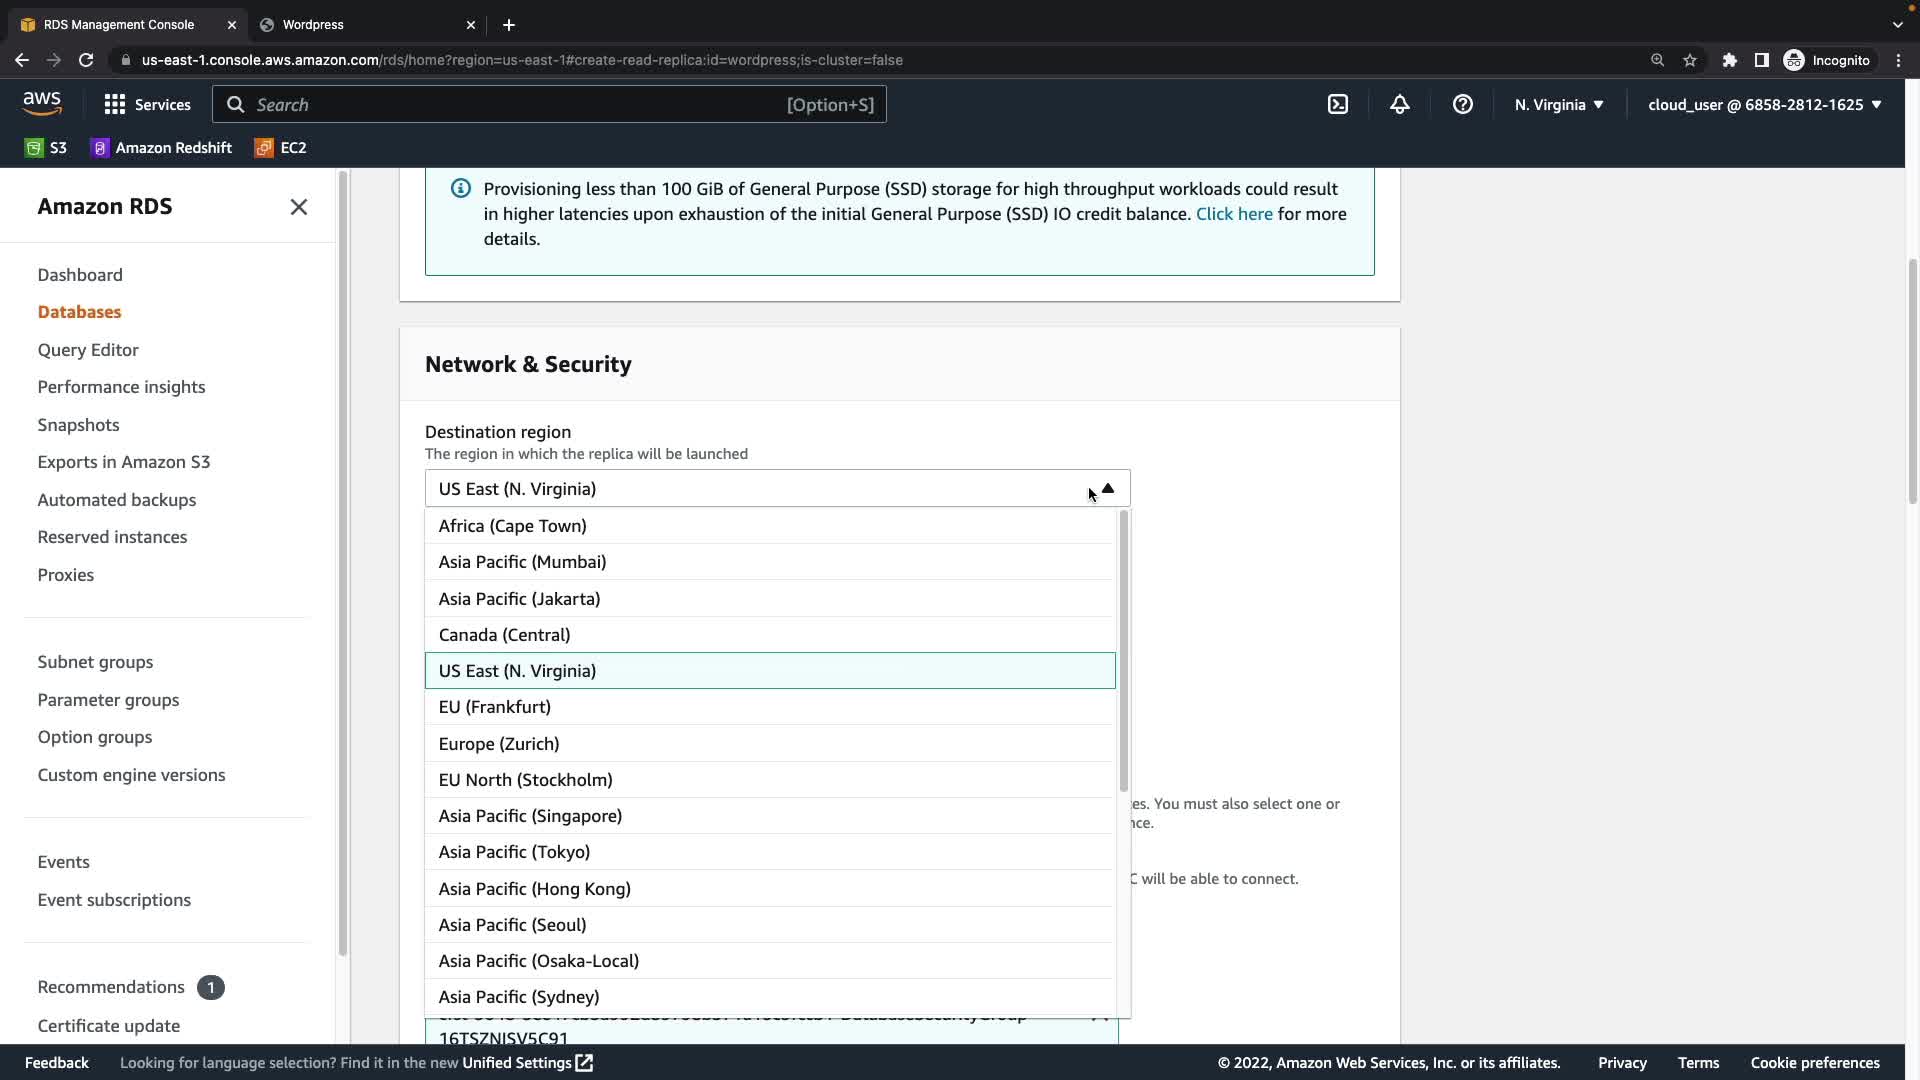 RDS Management Console
Wordpress
us-east-1.console.aws.amazon.com/rds/home?region=us-east-1#create-read-replica:id=wordpress;is-cluster=false
Incognito
aws
Services
Search
[Option+S]
N. Virginia
cloud_user @ 6858-2812-1625
S3
Amazon Redshift
EC2
Amazon RDS
Dashboard
Databases
Query Editor
Performance insights
Snapshots
Exports in Amazon S3
Automated backups
Reserved instances
Proxies
Subnet groups
Parameter groups
Option groups
Custom engine versions
Events
Event subscriptions
Recommendations 1
Certificate update
Provisioning less than 100 GiB of General Purpose (SSD) storage for high throughput workloads could result
in higher latencies upon exhaustion of the initial General Purpose (SSD) IO credit balance. Click here for more
details.
Network & Security
Destination region
The region in which the replica will be launched
US East (N. Virginia)
Africa (Cape Town)
Asia Pacific (Mumbai)
Asia Pacific (Jakarta)
Canada (Central)
US East (N. Virginia)
EU (Frankfurt)
Europe (Zurich)
EU North (Stockholm)
Asia Pacific (Singapore)
Asia Pacific (Tokyo)
Asia Pacific (Hong Kong)
Asia Pacific (Seoul)
Asia Pacific (Osaka-Local)
Asia Pacific (Sydney)
es. You must also select one or
nce.
C will be able to connect.
16TSZNISV5C91
Feedback
Looking for language selection? Find it in the new Unified Settings
© 2022, Amazon Web Services, Inc. or its affiliates.
Privacy
Terms
Cookie preferences